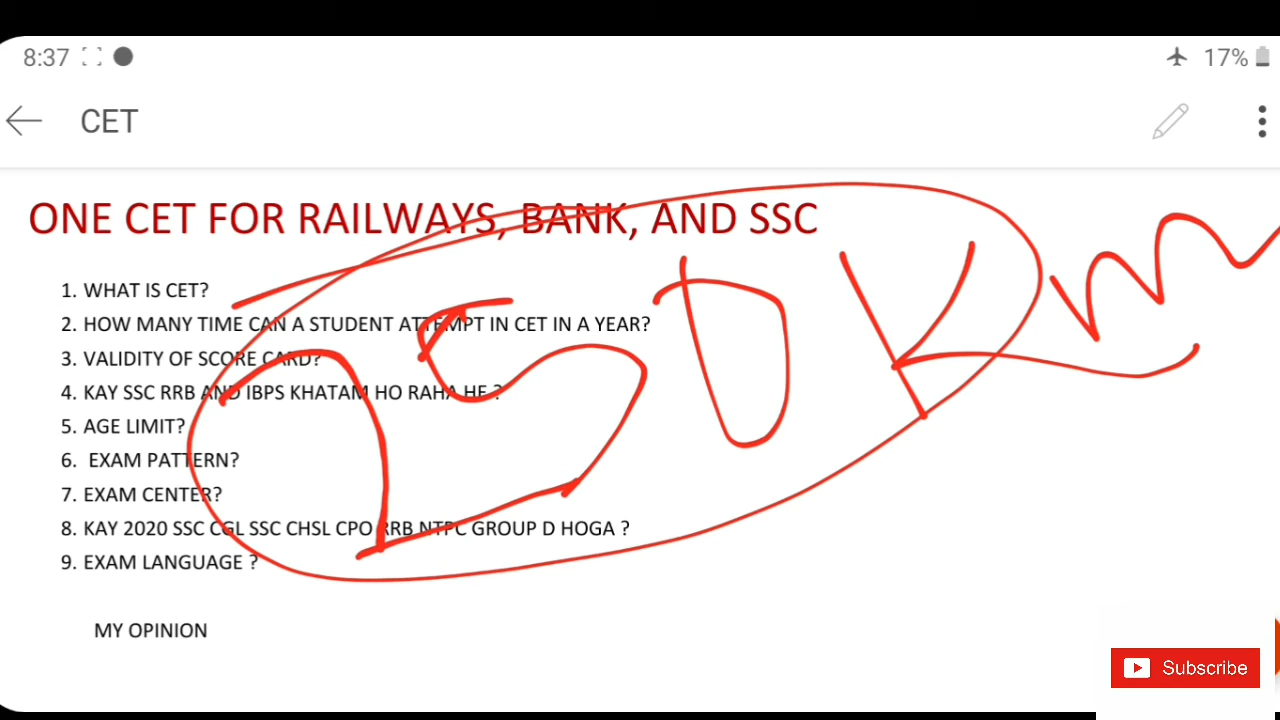 8:37 17%
CET
ONE CET FOR RAILWAYS, BANK, AND SSC
1. WHAT IS CET?
2. HOW MANY TIME CAN A STUDENT ATTEMPT IN CET IN A YEAR?
3. VALIDITY OF SCORE CARD?
4. KAY SSC RRB AND IBPS KHATAM HO RAHA HE ?
5. AGE LIMIT?
6. EXAM PATTERN?
7. EXAM CENTER?
8. KAY 2020 SSC CGL SSC CHSL CPO RRB NTPC GROUP D HOGA ?
9. EXAM LANGUAGE ?
250 Km
MY OPINION
Subscribe